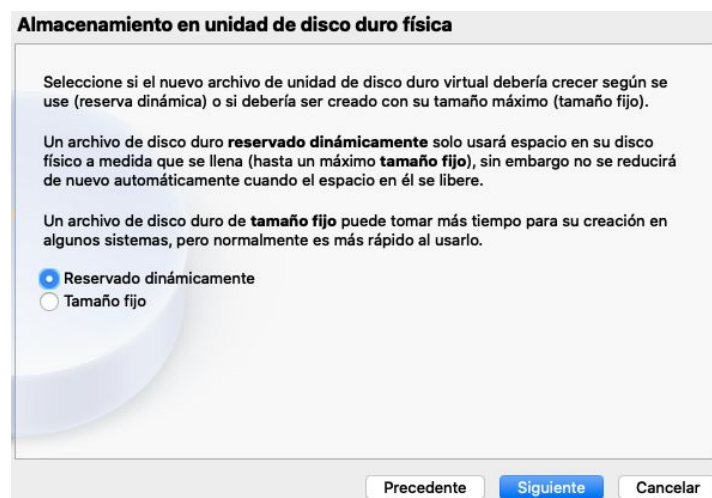 Almacenamiento en unidad de disco duro física
Seleccione si el nuevo archivo de unidad de disco duro virtual debería crecer según se
use (reserva dinámica) o si debería ser creado con su tamaño máximo (tamaño fijo).
Un archivo de disco duro reservado dinámicamente solo usará espacio en su disco
físico a medida que se llena (hasta un máximo tamaño fijo), sin embargo no se reducirá
de nuevo automáticamente cuando el espacio en él se libere.
Un archivo de disco duro de tamaño fijo puede tomar más tiempo para su creación en
algunos sistemas, pero normalmente es más rápido al usarlo.
Reservado dinámicamente
Tamaño fijo
Precedente Siguiente Cancelar